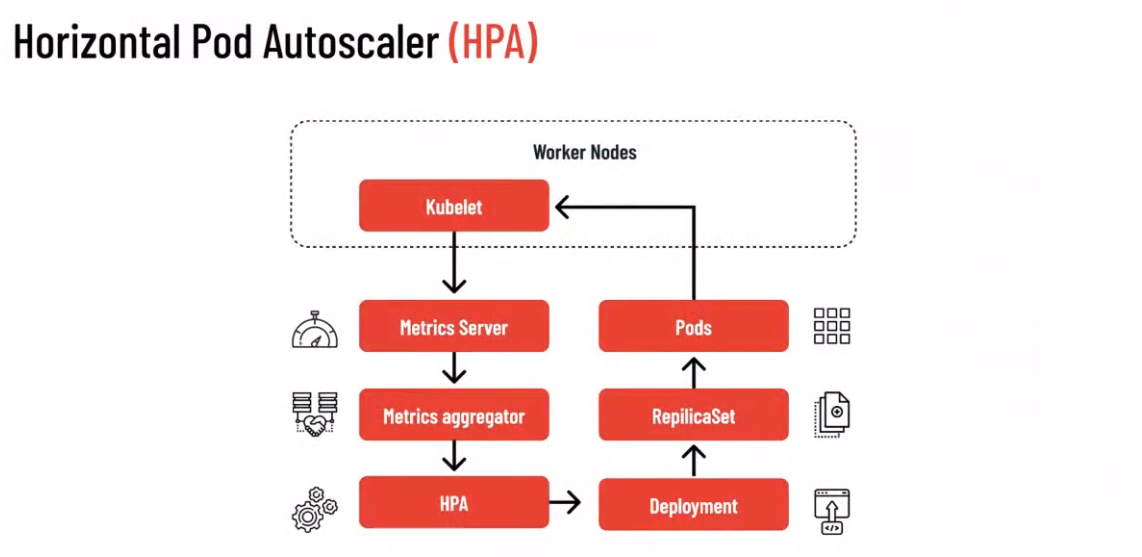 Horizontal Pod Autoscaler (HPA)
Worker Nodes
Kubelet
Metrics Server
Pods
Metrics aggregator
RepilicaSet
HPA
Deployment
</>